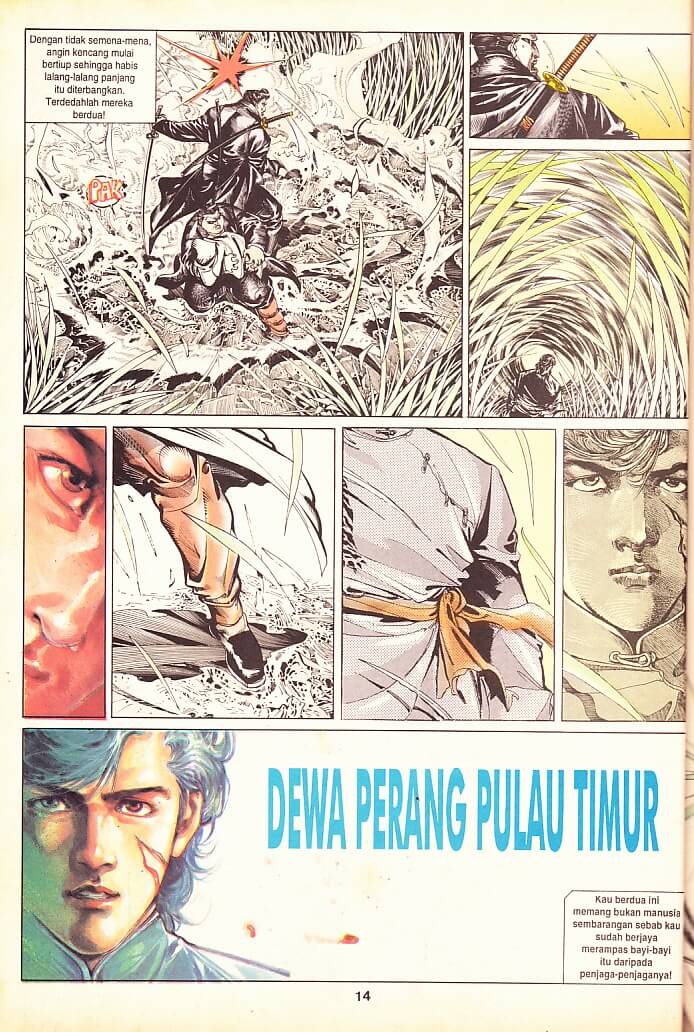 Dengan tidak semena-mena,
angin kencang mulai
bertiup sehingga habis
lalang-lalang panjang
itu diterbangkan.
Terdedahlah mereka
berdua!
PAK
DEWA PERANG PULAU TIMUR
Kau berdua ini
memang bukan manusia
sembarangan sebab kau
sudah berjaya
merampas bayi-bayi
itu daripada
penjaga-penjaganya!
14